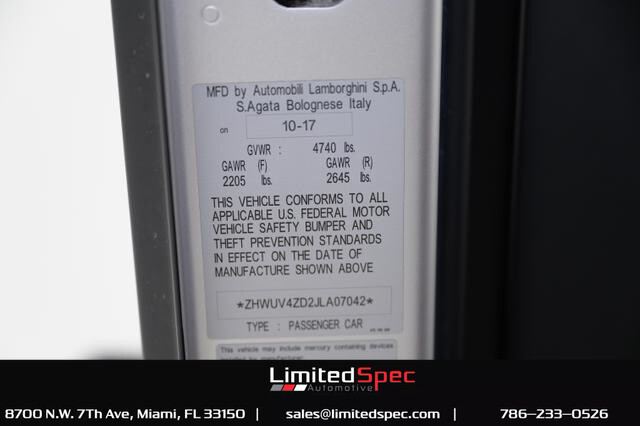 MFD by Automobili Lamborghini S.p.A.
S.Agata Bolognese Italy
on 10-17
GVWR : 4740 lbs.
GAWR (F) GAWR (R)
2205 lbs. 2645 lbs.
THIS VEHICLE CONFORMS TO ALL
APPLICABLE U.S. FEDERAL MOTOR
VEHICLE SAFETY BUMPER AND
THEFT PREVENTION STANDARDS
IN EFFECT ON THE DATE OF
MANUFACTURE SHOWN ABOVE
*ZHWUV4ZD2JLA07042*
TYPE : PASSENGER CAR
This vehicle may include mercury containing devices
installed by manufacturer:
LimitedSpec
Automotive
8700 N.W. 7Th Ave, Miami, FL 33150 | sales@limitedspec.com | 786-233-0526